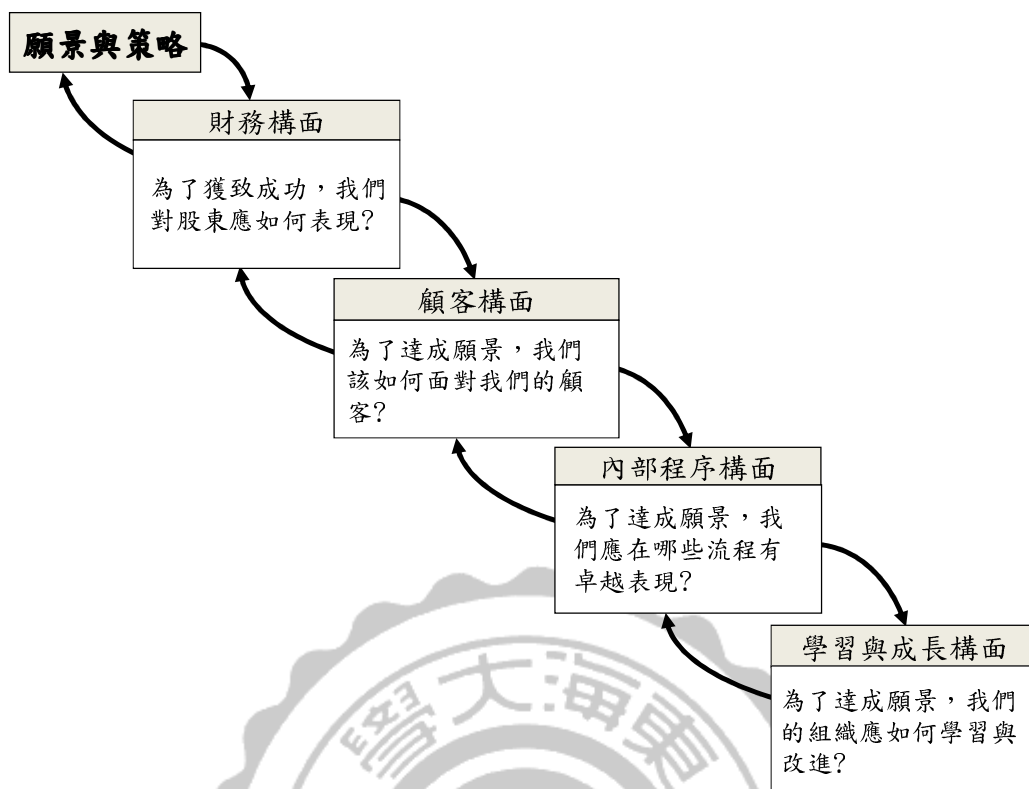 願景與策略
財務構面
為了獲致成功，我們
對股東應如何表現?
顧客構面
為了達成願景，我們
該如何面對我們的顧
客?
內部程序構面
為了達成願景，我
們應在哪些流程有
卓越表現?
學習與成長構面
為了達成願景，我們
的組織應如何學習與
改進?
學大海東